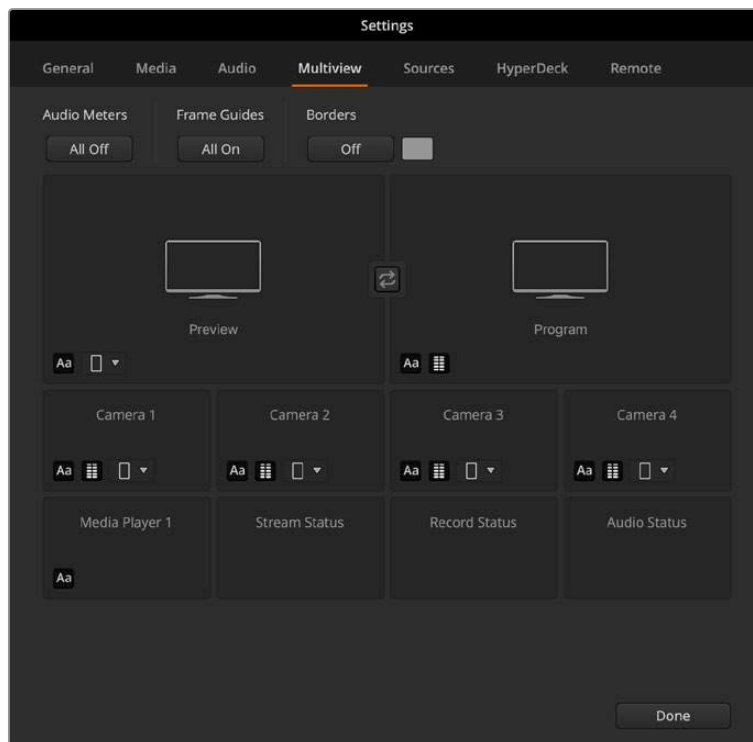 Settings
General Media Audio Multiview Sources HyperDeck Remote
Audio Meters Frame Guides Borders
All Off All On Off
Preview Program
Aa Aa
Camera 1 Camera 2 Camera 3 Camera 4
Aa Aa Aa Aa
Media Player 1 Stream Status Record Status Audio Status
Aa
Done